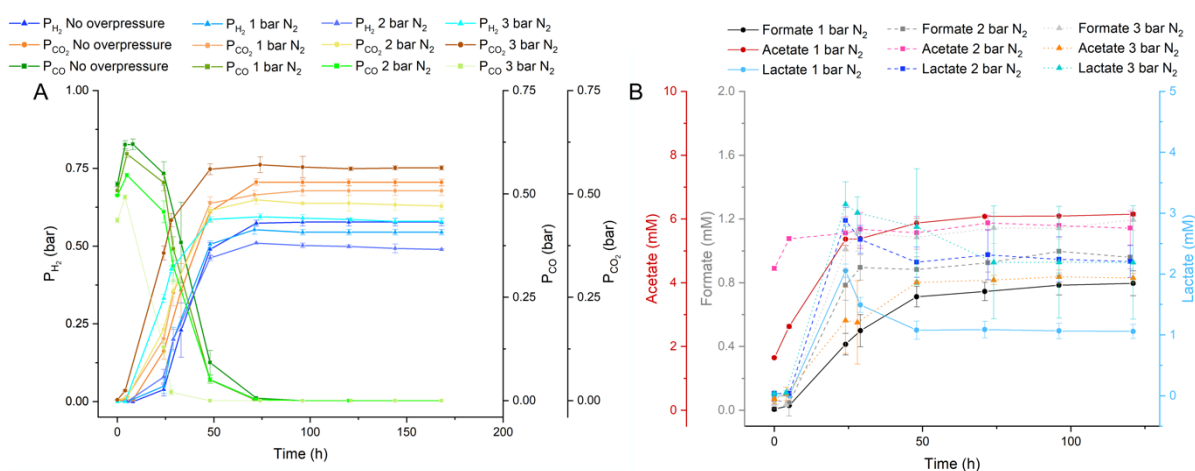 P_H₂ No overpressure P_H₂ 1 bar N₂ P_H₂ 2 bar N₂ P_H₂ 3 bar N₂
P_CO₂ No overpressure P_CO₂ 1 bar N₂ P_CO₂ 2 bar N₂ P_CO₂ 3 bar N₂
P_CO No overpressure P_CO 1 bar N₂ P_CO 2 bar N₂ P_CO 3 bar N₂
A
1.00
0.75
0.50
0.25
0.00
P_H₂ (bar)
0 50 100 150 200
Time (h)
0.75
0.50
0.25
0.00
P_CO (bar)
0.75
0.50
0.25
0.00
P_CO₂ (bar)
Formate 1 bar N₂ Formate 2 bar N₂ Formate 3 bar N₂
Acetate 1 bar N₂ Acetate 2 bar N₂ Acetate 3 bar N₂
Lactate 1 bar N₂ Lactate 2 bar N₂ Lactate 3 bar N₂
B
10
8
6
4
2
0
Acetate (mM)
2.0
1.6
1.2
0.8
0.4
0.0
Formate (mM)
0 50 100
Time (h)
5
4
3
2
1
0
Lactate (mM)